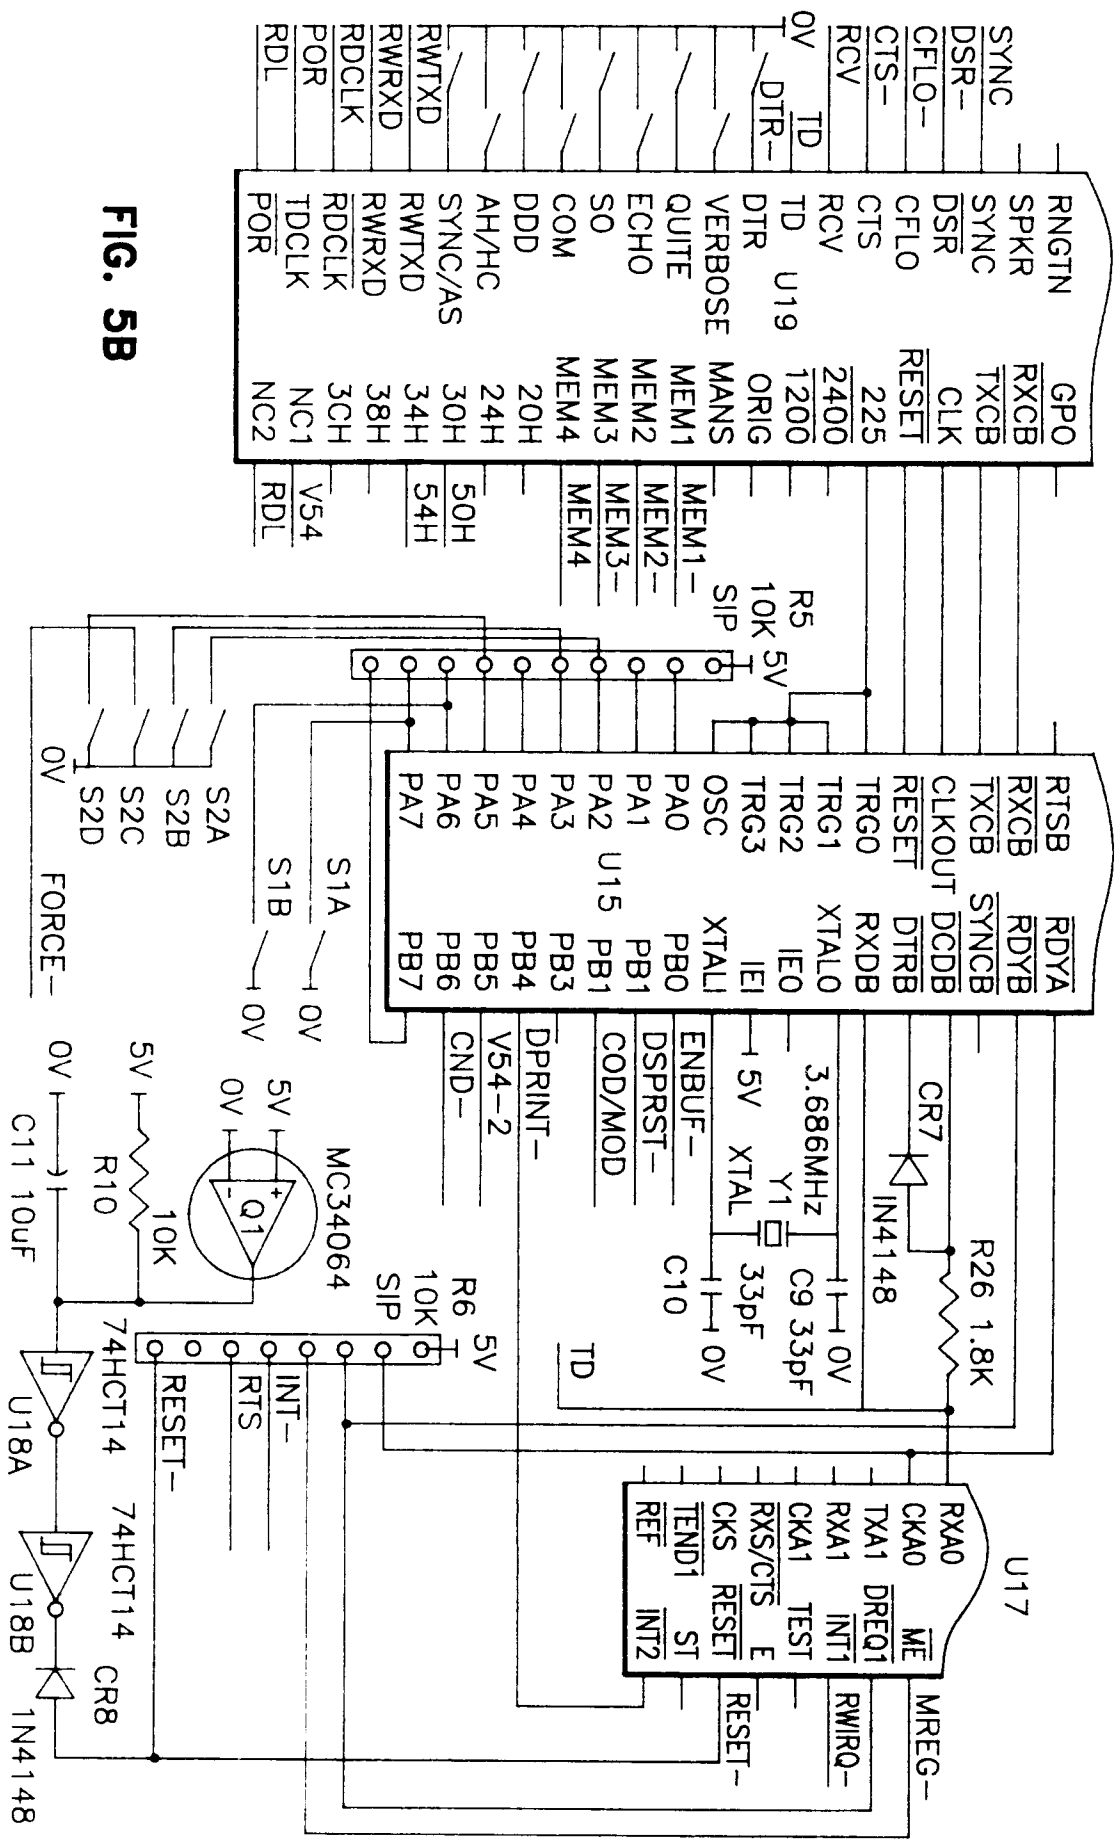 SYNC
DSR-
CFLO-
CTS-
RCV
0V
TD
DTR-
RWTXD
RWRXD
RDCLK
POR
RDL
RNGTN
SPKR
SYNC
DSR
CFLO
CTS
RCV
TD
DTR
VERBOSE
QUITE
ECHO
SO
COM
DDD
AH/HC
SYNC/AS
RWTXD
RWRXD
RDCLK
TDCLK
POR
U19
GPO
RXCB
TXCB
CLK
RESET
225
2400
1200
ORIG
MANS
MEM1
MEM2
MEM3
MEM4
20H
24H
30H
34H
38H
3CH
NC1
NC2
MEM1-
MEM2-
MEM3-
MEM4
50H
54H
V54
RDL
R5
10K
SIP
5V
RTSB
RXCB
TXCB
CLKOUT
RESET
TRG0
TRG1
TRG2
TRG3
OSC
PA0
PA1
PA2
PA3
PA4
PA5
PA6
PA7
U15
RDYA
RDYB
SYNCB
DCDB
DTRB
RXDB
XTALO
IEO
IEI
XTALI
PB0
PB1
PB1
PB3
PB4
PB5
PB6
PB7
S2A
S2B
S2C
S2D
0V
FORCE-
S1A
S1B
0V
0V
ENBUF-
DSPRST-
COD/MOD
DPRINT-
V54-2
CND-
5V
3.686MHz
Y1
XTAL
CR7
IN4148
R26 1.8K
C9 33pF
0V
33pF
C10
0V
TD
MC34064
Q1
+
-
5V
0V
5V
R10
10K
0V
C11 10uF
R6
10K
SIP
5V
INT-
RTS
RESET-
74HCT14
U18A
74HCT14
U18B
CR8
1N4148
U17
RXA0
CKA0
TXA1
RXA1
CKA1
RXS/CTS
CKS
TEND1
REF
ME
DREQ1
INT1
TEST
E
RESET
ST
INT2
MREG-
RWIRQ-
RESET-
FIG. 5B